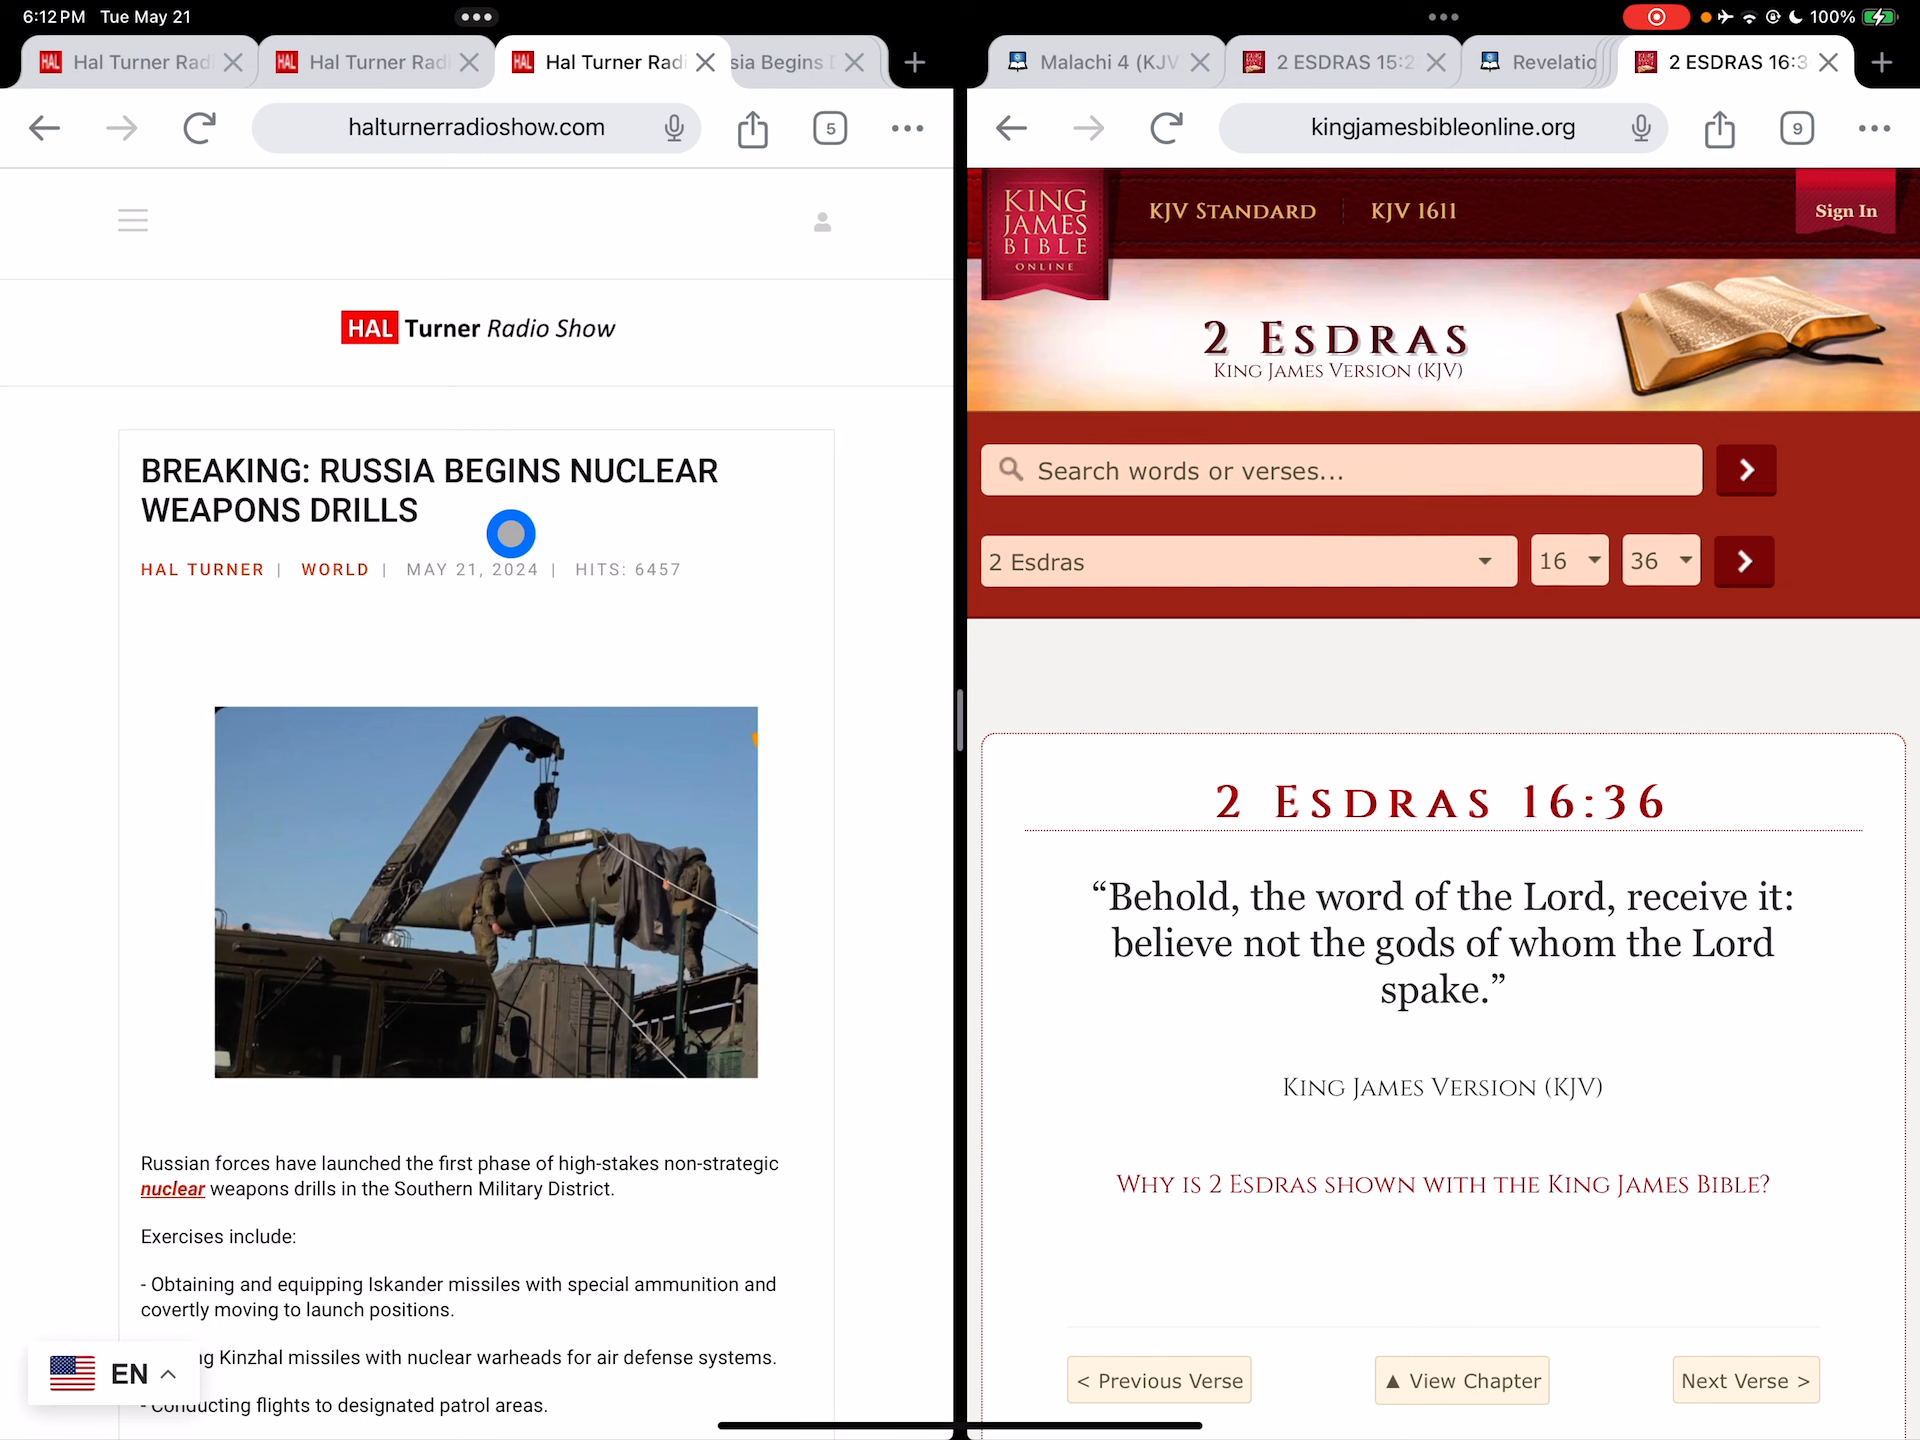 6:12 PM Tue May 21
100%
Hal Turner Rad
Hal Turner Rad
Hal Turner Radi
sia Begins
Malachi 4 (KJV
2 ESDRAS 15:2
Revelatio
2 ESDRAS 16:3
halturnerradioshow.com
5
kingjamesbibleonline.org
9
HAL Turner Radio Show
BREAKING: RUSSIA BEGINS NUCLEAR
WEAPONS DRILLS
HAL TURNER | WORLD | MAY 21, 2024 | HITS: 6457
Russian forces have launched the first phase of high-stakes non-strategic
nuclear weapons drills in the Southern Military District.
Exercises include:
- Obtaining and equipping Iskander missiles with special ammunition and
covertly moving to launch positions.
ng Kinzhal missiles with nuclear warheads for air defense systems.
- Conducting flights to designated patrol areas.
EN
KING
JAMES
BIBLE
ONLINE
KJV STANDARD
KJV 1611
Sign In
2 ESDRAS
KING JAMES VERSION (KJV)
Search words or verses...
2 Esdras
16
36
2 ESDRAS 16:36
“Behold, the word of the Lord, receive it:
believe not the gods of whom the Lord
spake.”
KING JAMES VERSION (KJV)
WHY IS 2 ESDRAS SHOWN WITH THE KING JAMES BIBLE?
< Previous Verse
▲ View Chapter
Next Verse >